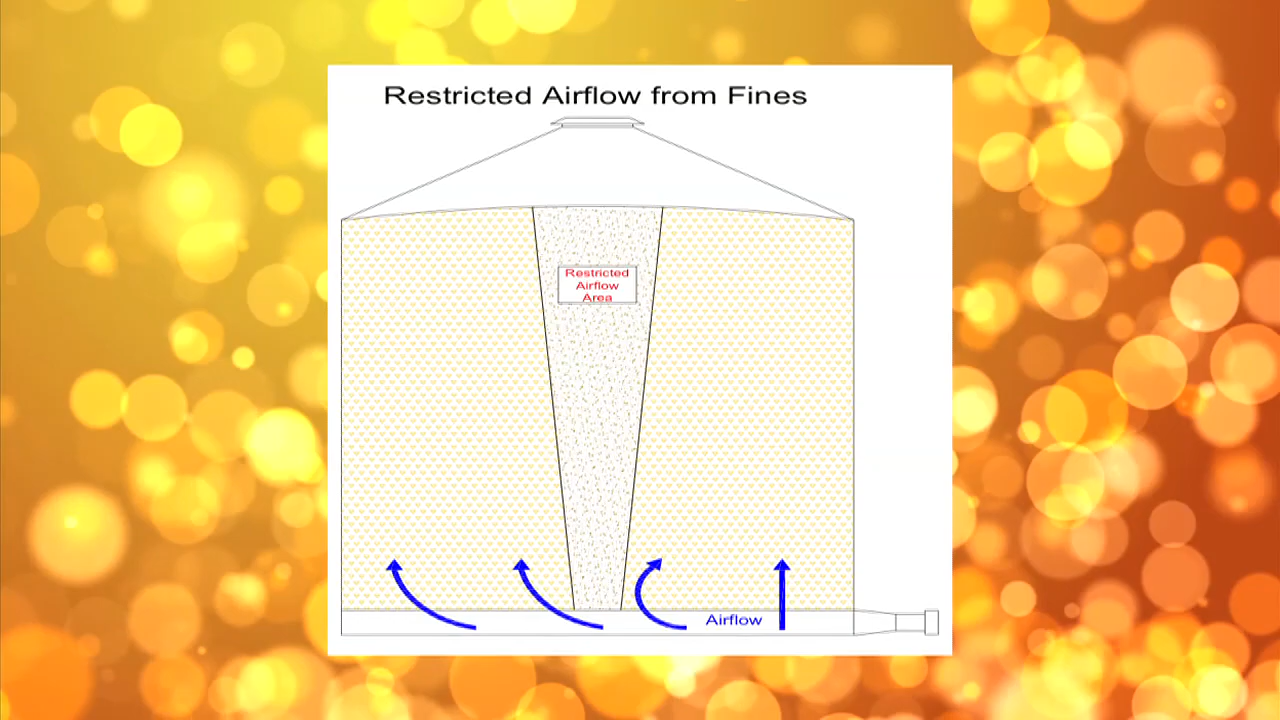 Restricted Airflow from Fines
Restricted
Airflow
Area
Airflow